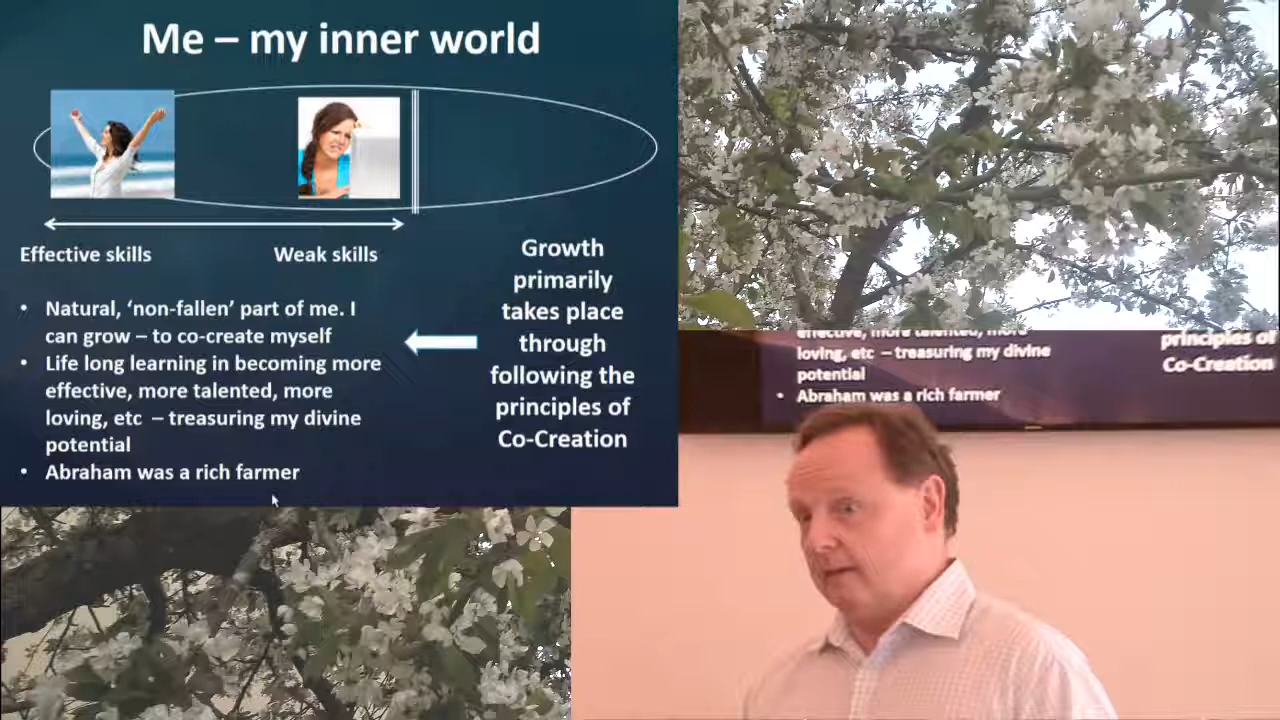 Me – my inner world
Effective skills
Weak skills
• Natural, ‘non-fallen’ part of me. I
can grow – to co-create myself
• Life long learning in becoming more
effective, more talented, more
loving, etc – treasuring my divine
potential
• Abraham was a rich farmer
Growth
primarily
takes place
through
following the
principles of
Co-Creation
effective, more talented, more
loving, etc – treasuring my divine
potential
• Abraham was a rich farmer
principles of
Co-Creation